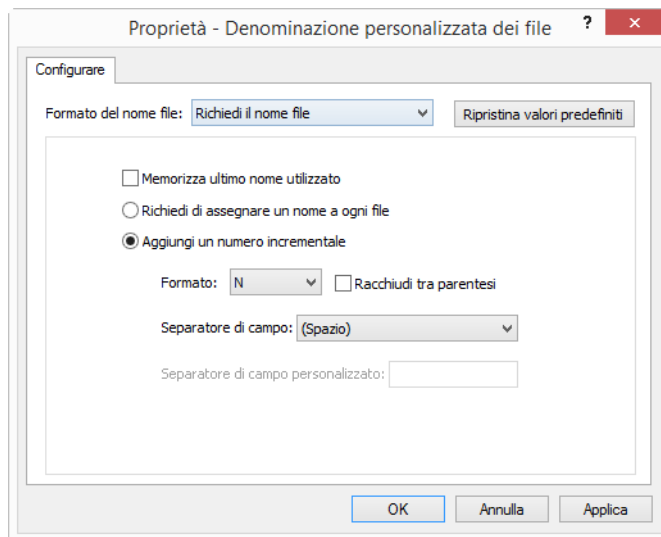 Proprietà - Denominazione personalizzata dei file ? ×
Configurare
Formato del nome file: Richiedi il nome file Ripristina valori predefiniti
Memorizza ultimo nome utilizzato
Richiedi di assegnare un nome a ogni file
Aggiungi un numero incrementale
Formato: N Racchiudi tra parentesi
Separatore di campo: (Spazio)
Separatore di campo personalizzato:
OK Annulla Applica